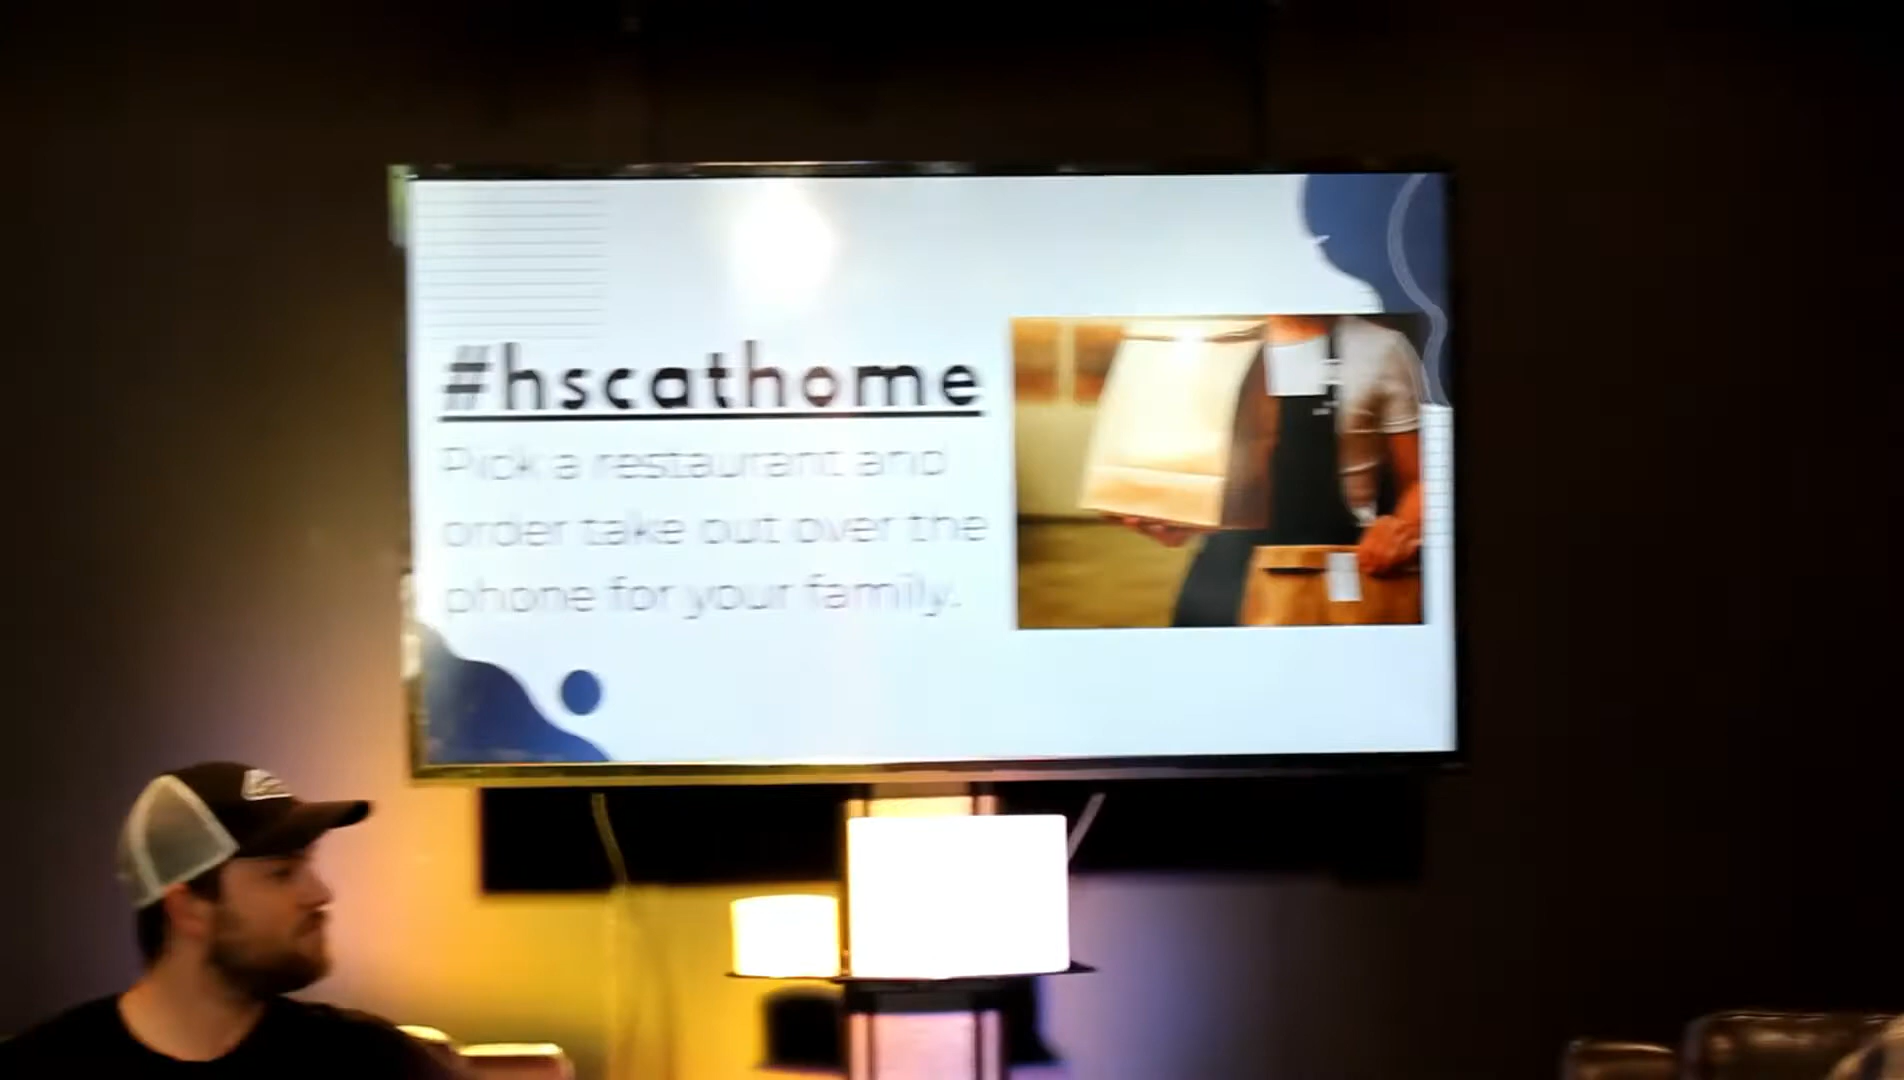 #hscathome
Pick a restaurant and
order take out over the
phone for your family.